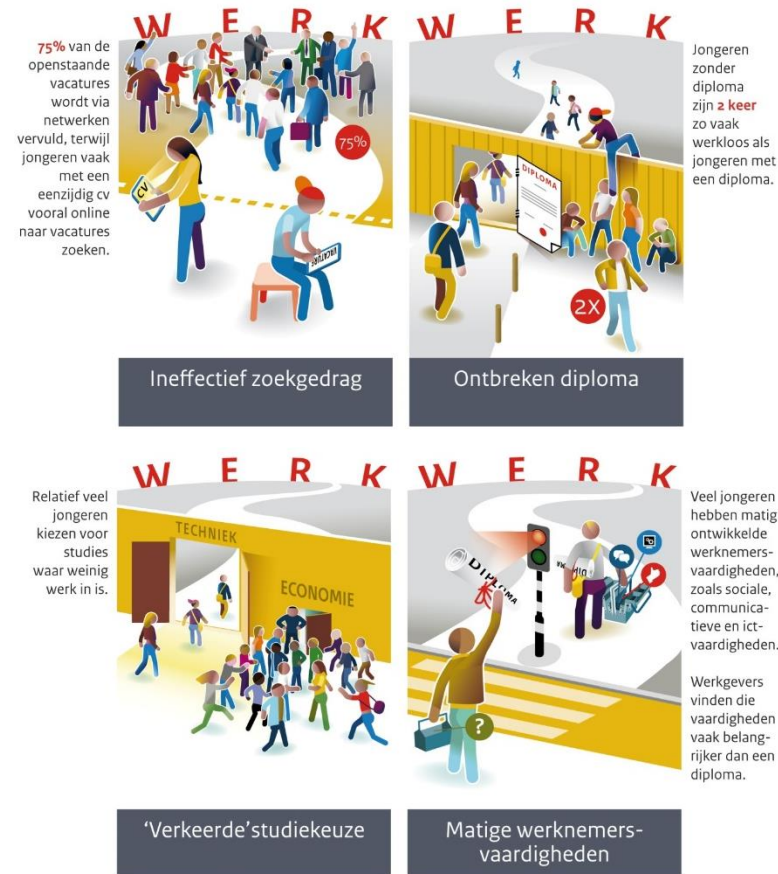 WERK
75% van de
openstaande
vacatures
wordt via
netwerken
vervuld, terwijl
jongeren vaak
met een
eenzijdig cv
vooral online
naar vacatures
zoeken.
75%
CV
VACATURE
Ineffectief zoekgedrag
WERK
Jongeren
zonder
diploma
zijn 2 keer
zo vaak
werkloos als
jongeren met
een diploma.
DIPLOMA
2X
Ontbreken diploma
WERK
Relatief veel
jongeren
kiezen voor
studies
waar weinig
werk in is.
TECHNIEK
ECONOMIE
'Verkeerde'studiekeuze
WERK
DIPLOMA
?
Veel jongeren
hebben matig
ontwikkelde
werknemers-
vaardigheden,
zoals sociale,
communica-
tieve en ict-
vaardigheden.
Werkgevers
vinden die
vaardigheden
vaak belang-
rijker dan een
diploma.
Matige werknemers-
vaardigheden